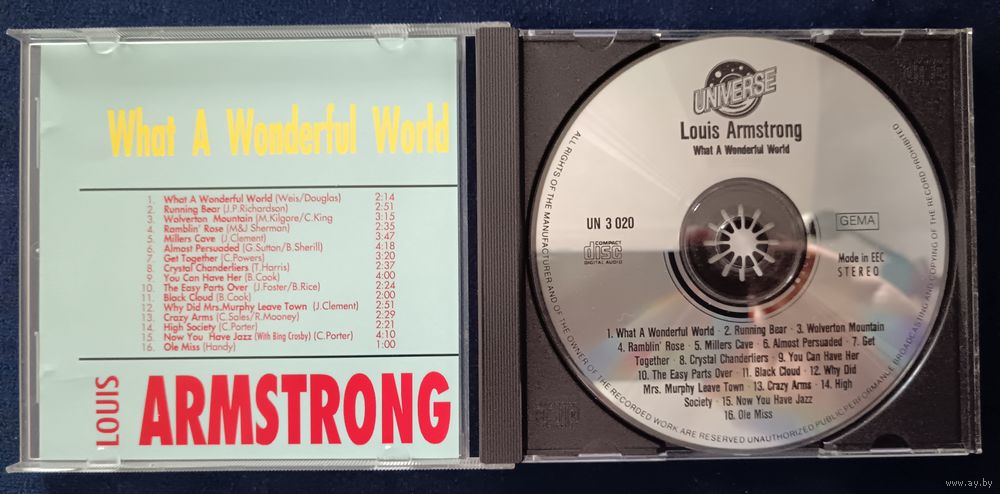 What A Wonderful World
1. What A Wonderful World (Weis/Douglas) 2:14
2. Running Bear (J.P.Richardson) 2:51
3. Wolverton Mountain (M.Kilgore/C.King 3:15
4. Ramblin' Rose (M&J Sherman) 2:35
5. Millers Cave (J.Clement) 3:47
6. Almost Persuaded (G.Sutton/B.Sherill) 4:18
7. Get Together (C.Powers) 3:20
8. Crystal Chanderliers (T.Harris) 2:37
9. You Can Have Her (B.Cook) 4:00
10. The Easy Parts Over (J.Foster/B.Rice) 2:24
11. Black Cloud (B.Cook) 2:00
12. Why Did Mrs.Murphy Leave Town (J.Clement) 2:51
13. Crazy Arms (C.Sales/R.Mooney) 2:29
14. High Society (C.Porter) 2:21
15. Now You Have Jazz (With Bing Crosby) (C.Porter) 4:10
16. Ole Miss (Handy) 1:00
LOUIS
ARMSTRONG
UNIVERSE
Louis Armstrong
What A Wonderful World
UN 3 020
COMPACT
disc
DIGITAL AUDIO
GEMA
Made in EEC
STEREO
1. What A Wonderful World · 2. Running Bear · 3. Wolverton Mountain
4. Ramblin' Rose · 5. Millers Cave · 6. Almost Persuaded · 7. Get
Together · 8. Crystal Chanderliers · 9. You Can Have Her
10. The Easy Parts Over · 11. Black Cloud · 12. Why Did
Mrs. Murphy Leave Town · 13. Crazy Arms · 14. High
Society · 15. Now You Have Jazz
16. Ole Miss
ALL RIGHTS OF THE MANUFACTURER AND OF THE OWNER OF THE RECORDED WORK ARE RESERVED UNAUTHORIZED PUBLIC PERFORMANCE BROADCASTING AND COPYING OF THE RECORD PROHIBITED
www.ay.by